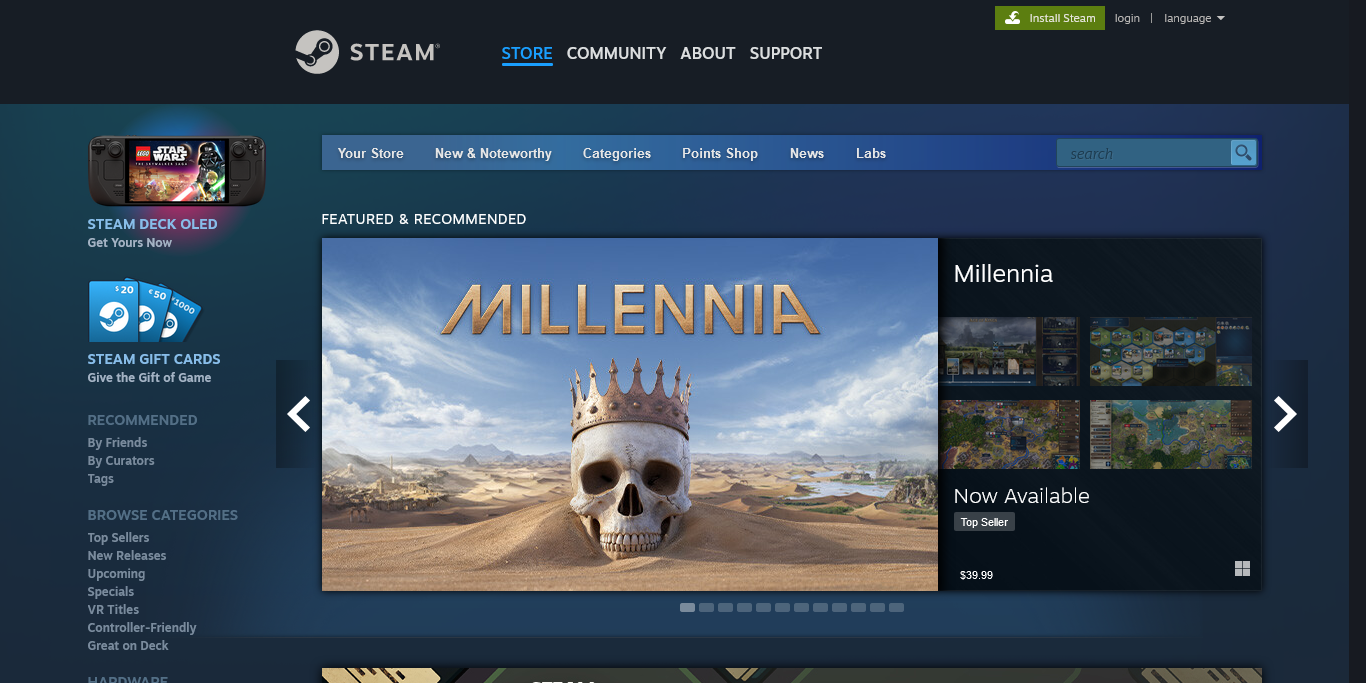 Install Steam
login | language
STEAM®
STORE COMMUNITY ABOUT SUPPORT
LEGO STAR WARS
STEAM DECK OLED
Get Yours Now
Your Store New & Noteworthy Categories Points Shop News Labs search
FEATURED & RECOMMENDED
$20
€50
1000
STEAM GIFT CARDS
Give the Gift of Game
RECOMMENDED
By Friends
By Curators
Tags
BROWSE CATEGORIES
Top Sellers
New Releases
Upcoming
Specials
VR Titles
Controller-Friendly
Great on Deck
HARDWARE
MILLENNIA
Millennia
Now Available
Top Seller
$39.99
STEAM